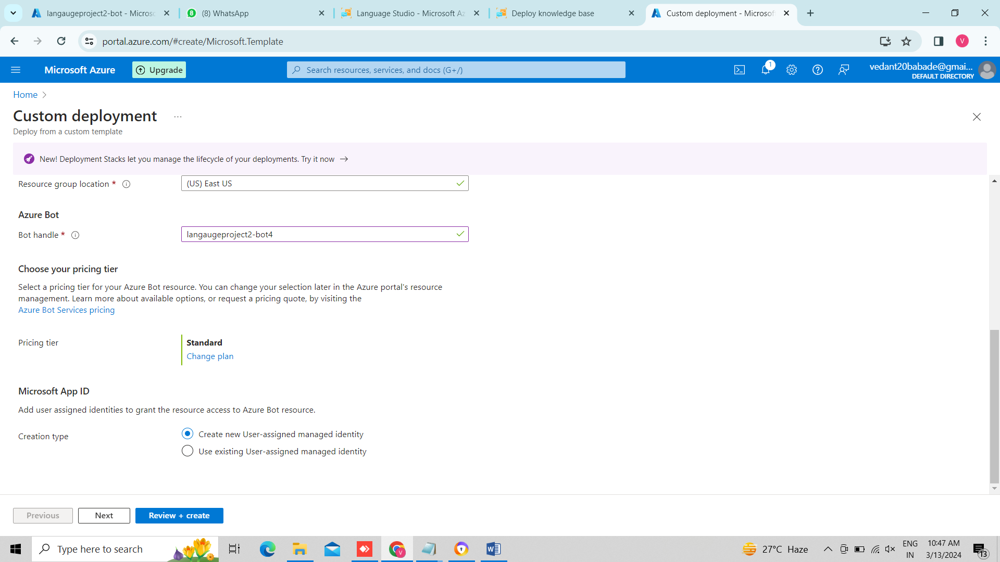 langaugeproject2-bot - Microsc
(8) WhatsApp
Language Studio - Microsoft Az
Deploy knowledge base
Custom deployment - Microsoft
portal.azure.com/#create/Microsoft.Template
V
Microsoft Azure
Upgrade
Search resources, services, and docs (G+/)
1
vedant20babade@gmai...
DEFAULT DIRECTORY
Home
Custom deployment
...
Deploy from a custom template
New! Deployment Stacks let you manage the lifecycle of your deployments. Try it now →
Resource group location *
(US) East US
Azure Bot
Bot handle *
langaugeproject2-bot4
Choose your pricing tier
Select a pricing tier for your Azure Bot resource. You can change your selection later in the Azure portal's resource
management. Learn more about available options, or request a pricing quote, by visiting the
Azure Bot Services pricing
Pricing tier
Standard
Change plan
Microsoft App ID
Add user assigned identities to grant the resource access to Azure Bot resource.
Creation type
Create new User-assigned managed identity
Use existing User-assigned managed identity
Previous
Next
Review + create
Type here to search
27°C Haze
ENG
IN
10:47 AM
3/13/2024
13